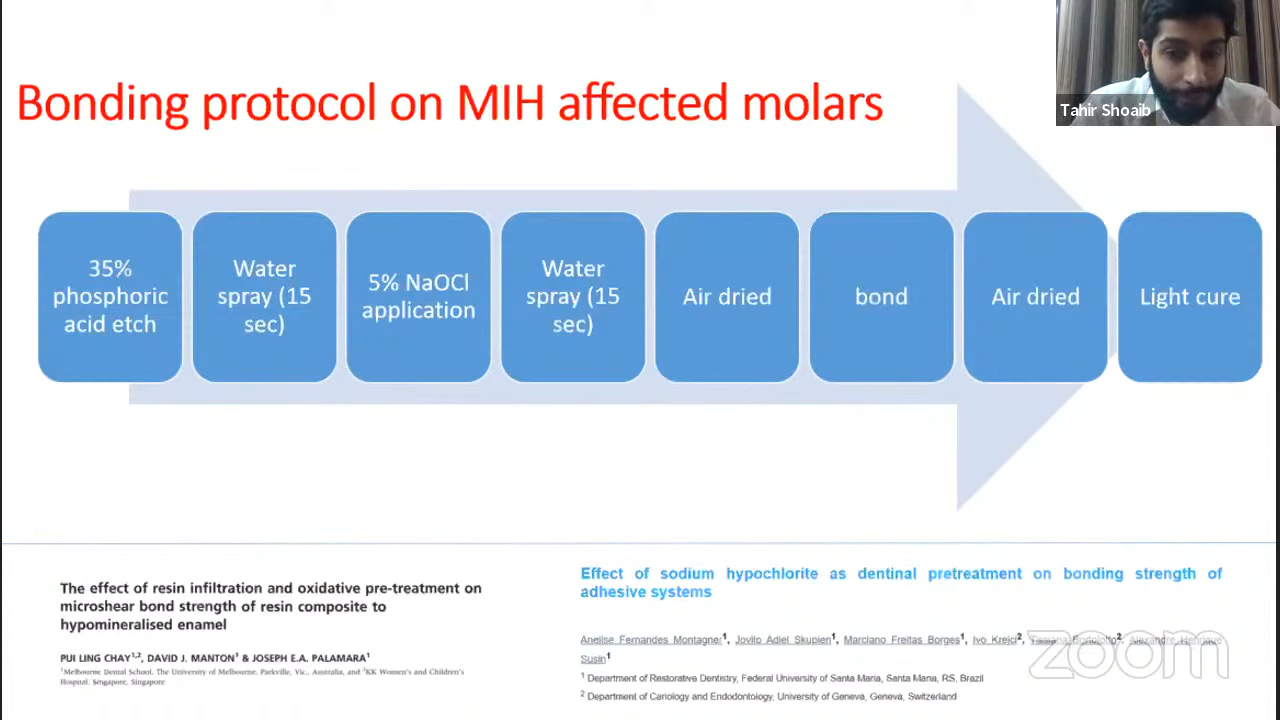 Bonding protocol on MIH affected molars
Tahir Shoaib
35%
phosphoric
acid etch
Water
spray (15
sec)
5% NaOCl
application
Water
spray (15
sec)
Air dried
bond
Air dried
Light cure
The effect of resin infiltration and oxidative pre-treatment on
microshear bond strength of resin composite to
hypomineralised enamel
PUI LING CHAY1,2, DAVID J. MANTON1 & JOSEPH E.A. PALAMARA1
1Melbourne Dental School, The University of Melbourne, Parkville, Vic., Australia, and 2KK Women's and Children's
Hospital, Singapore, Singapore
Effect of sodium hypochlorite as dentinal pretreatment on bonding strength of
adhesive systems
Anelise Fernandes Montagner1, Jovito Adiel Skupien1, Marciano Freitas Borges1, Ivo Krejci2, Tissiana Bortolotto2, Alexandre Henrique
Susin1
1 Department of Restorative Dentistry, Federal University of Santa Maria, Santa Maria, RS, Brazil
2 Department of Cariology and Endodontology, University of Geneva, Geneva, Switzerland
zoom